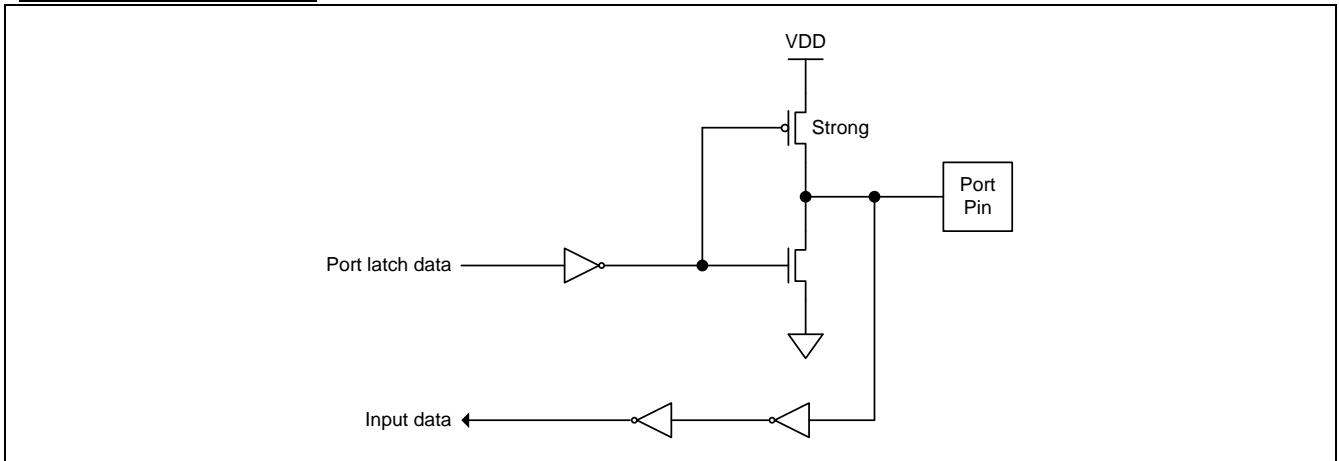 VDD
Strong
Port
Pin
Port latch data
Input data